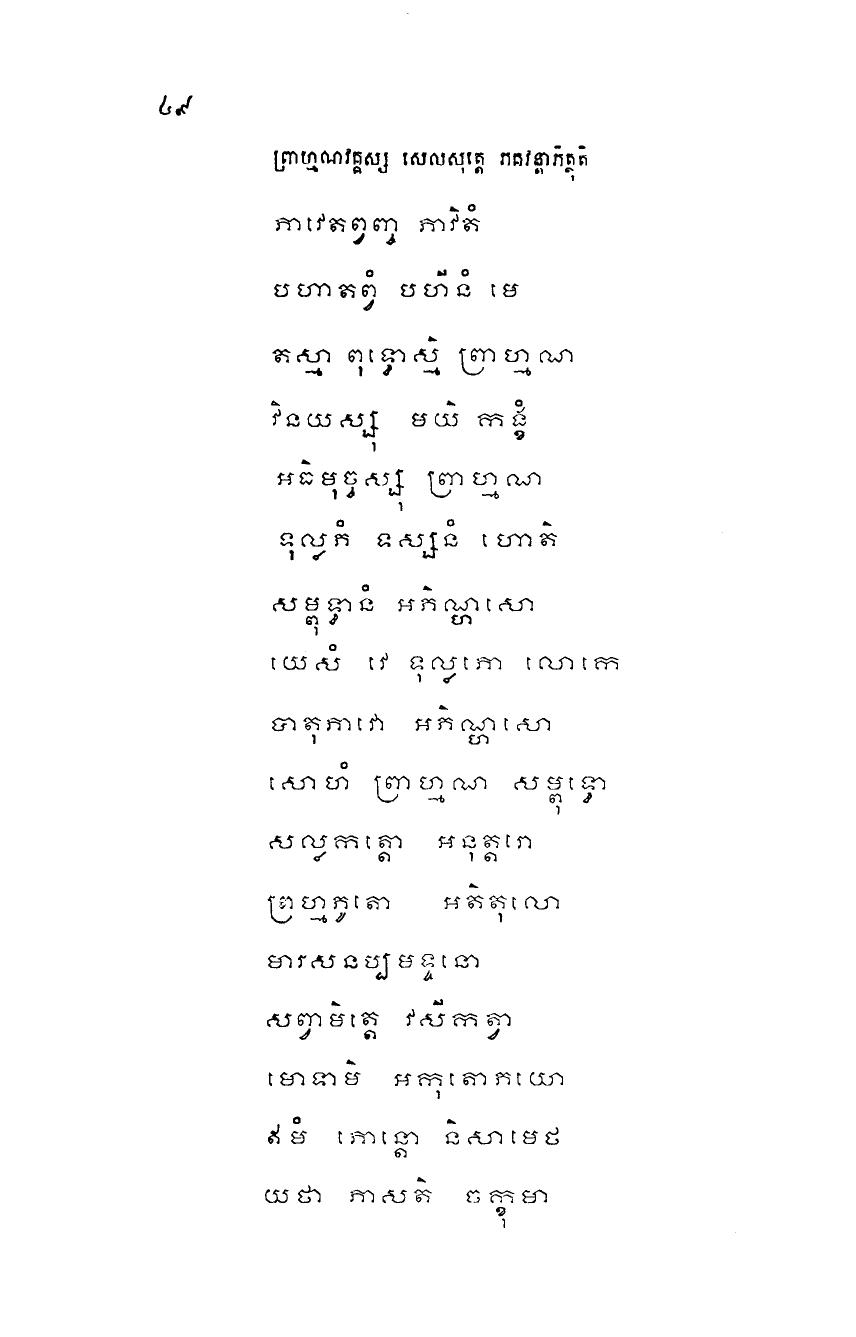 ៤៩
ព្រាហ្មណវគ្គស្ស សេលសុត្តេ ភគវន្តាភិត្ថុតិ
ភាវេតព្វញ្ច ភាវិតំ
បហាតព្វំ បហីនំ មេ
តស្មា ពុទ្ធោស្មិ ព្រាហ្មណ
វិនយស្សុ មយិ កង្ខំ
អធិមុច្ចស្សុ ព្រាហ្មណ
ទុល្លភំ ទស្សនំ ហោតិ
សម្ពុទ្ធានំ អភិណ្ហសោ
យេសំ វេ ទុល្លភោ លោកេ
បាតុភាវោ អភិណ្ហសោ
សោហំ ព្រាហ្មណ សម្ពុទ្ធោ
សល្លកត្តោ អនុត្តរោ
ព្រហ្មភូតោ អតិតុលោ
មារសេនប្បមទ្ទនោ
សព្វាមិត្តេ វសីកត្វា
មោទាមិ អកុតោភយោ
ឥមំ ភោន្តោ និសាមេថ
យថា ភាសតិ ចក្ខុមា